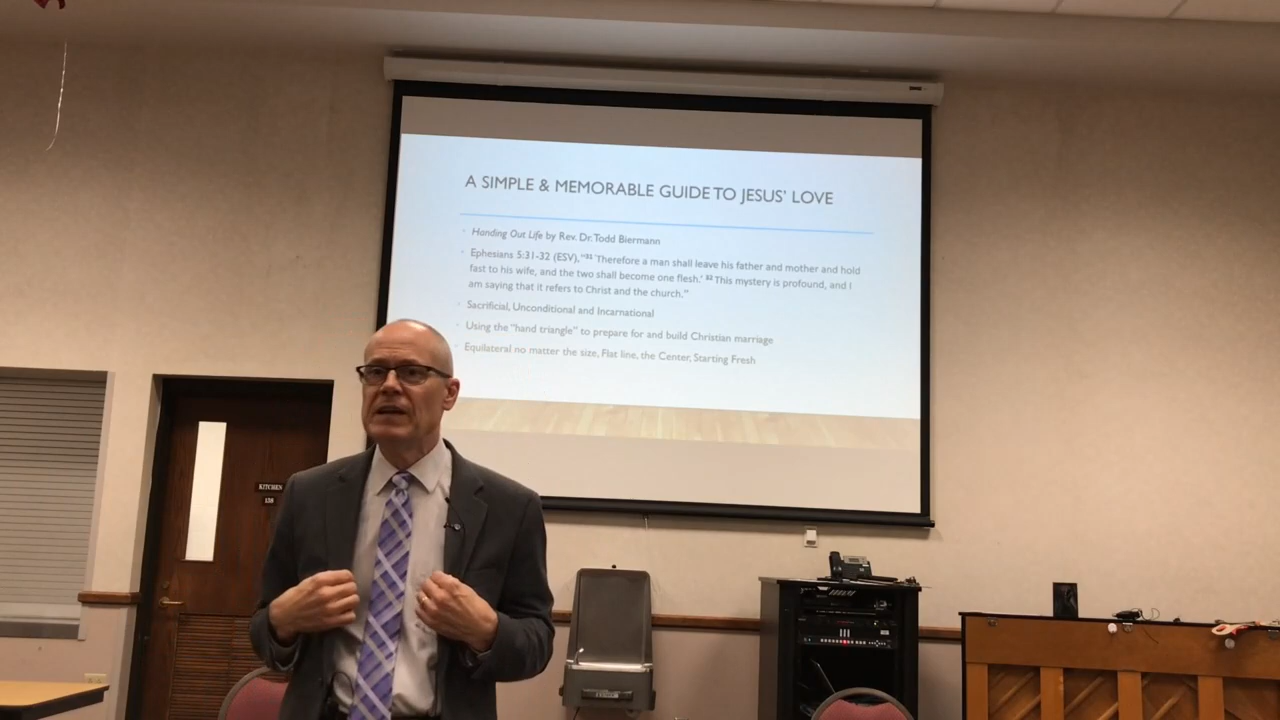 A SIMPLE & MEMORABLE GUIDE TO JESUS' LOVE
Handing Out Life by Rev. Dr. Todd Biermann
Ephesians 5:31-32 (ESV), "31 'Therefore a man shall leave his father and mother and hold
fast to his wife, and the two shall become one flesh.' 32 This mystery is profound, and I
am saying that it refers to Christ and the church."
Sacrificial, Unconditional and Incarnational
Using the "hand triangle" to prepare for and build Christian marriage
Equilateral no matter the size, Flat line, the Center, Starting Fresh
KITCHEN
138